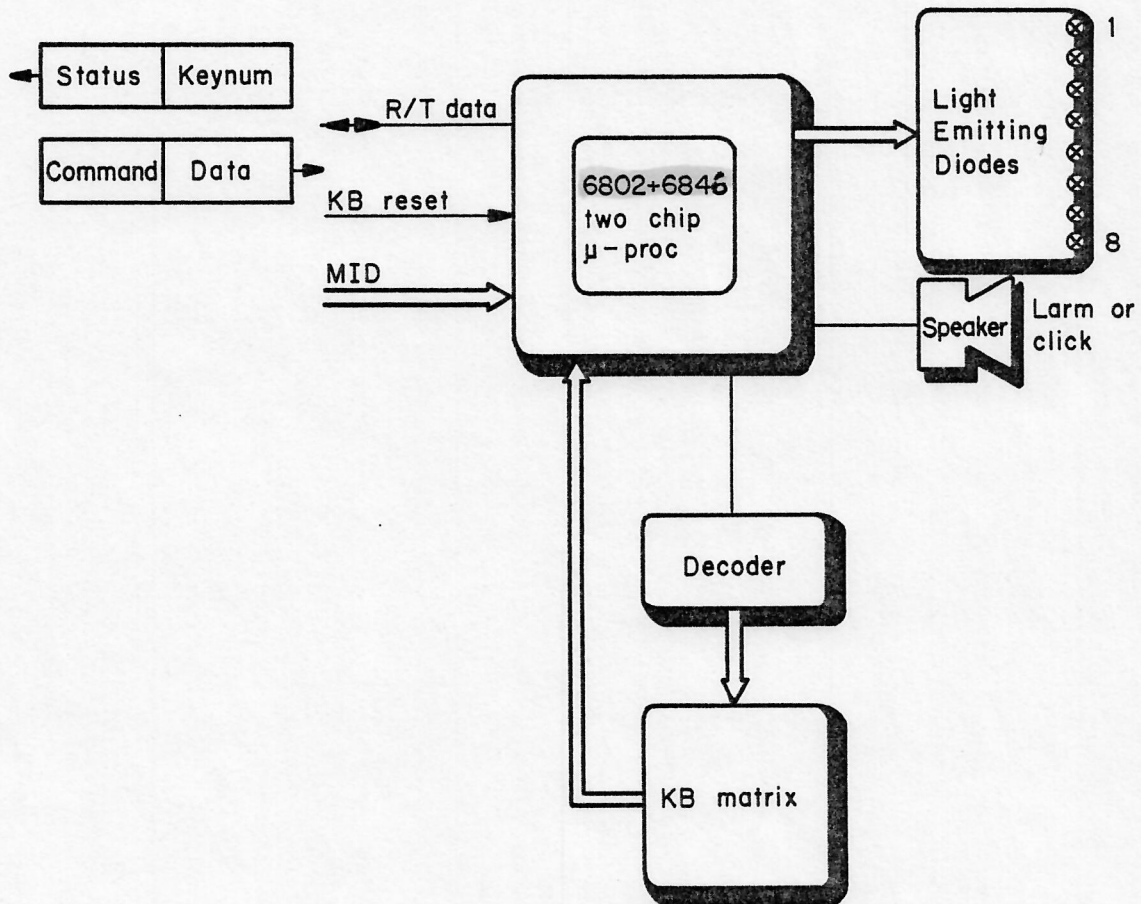 Status Keynum
R/T data
Command Data
KB reset
MID
6802+6846
two chip
μ-proc
Light
Emitting
Diodes
1
8
Speaker
Larm or
click
Decoder
KB matrix